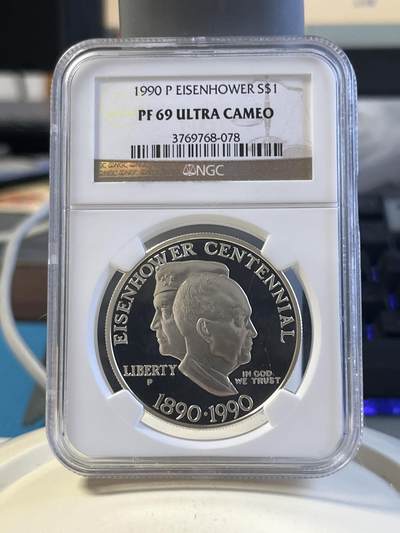 1990 P EISENHOWER S$1
PF 69 ULTRA CAMEO
3769768-078
NGC
EISENHOWER CENTENNIAL
LIBERTY
P
IN GOD
WE TRUST
1890·1990